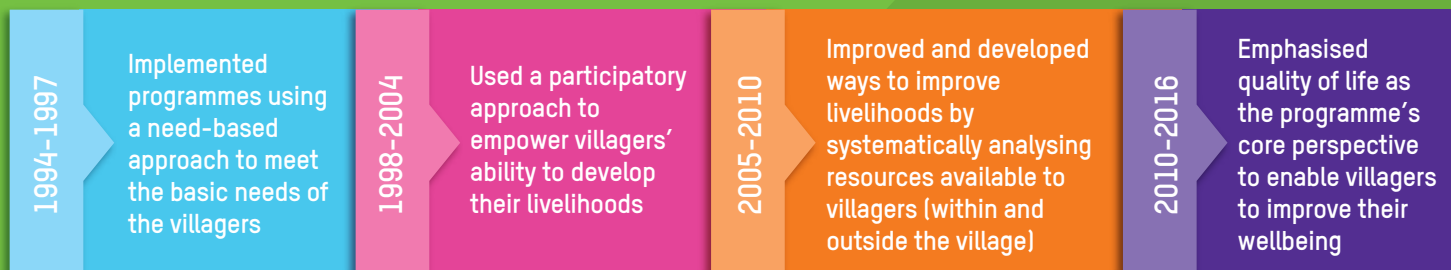 1994-1997
Implemented
programmes using
a need-based
approach to meet
the basic needs of
the villagers
1998-2004
Used a participatory
approach to
empower villagers’
ability to develop
their livelihoods
2005-2010
Improved and developed
ways to improve
livelihoods by
systematically analysing
resources available to
villagers (within and
outside the village)
2010-2016
Emphasised
quality of life as
the programme’s
core perspective
to enable villagers
to improve their
wellbeing